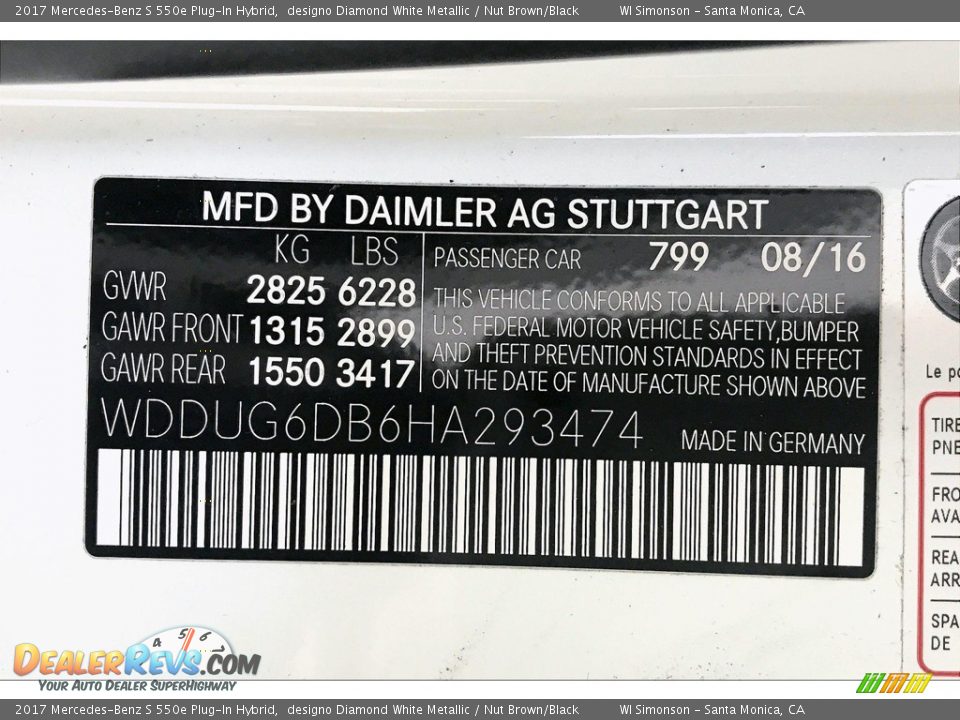 2017 Mercedes-Benz S 550e Plug-In Hybrid, designo Diamond White Metallic / Nut Brown/Black WI Simonson - Santa Monica, CA
MFD BY DAIMLER AG STUTTGART
KG LBS
GVWR 2825 6228
GAWR FRONT 1315 2899
GAWR REAR 1550 3417
PASSENGER CAR 799 08/16
THIS VEHICLE CONFORMS TO ALL APPLICABLE
U.S. FEDERAL MOTOR VEHICLE SAFETY,BUMPER
AND THEFT PREVENTION STANDARDS IN EFFECT
ON THE DATE OF MANUFACTURE SHOWN ABOVE
WDDUG6DB6HA293474 MADE IN GERMANY
Le po
TIRE
PNE
FRO
AVA
REA
ARR
SPA
DE
4 5 6
DEALERREVS.COM
YOUR AUTO DEALER SUPERHIGHWAY
2017 Mercedes-Benz S 550e Plug-In Hybrid, designo Diamond White Metallic / Nut Brown/Black WI Simonson - Santa Monica, CA